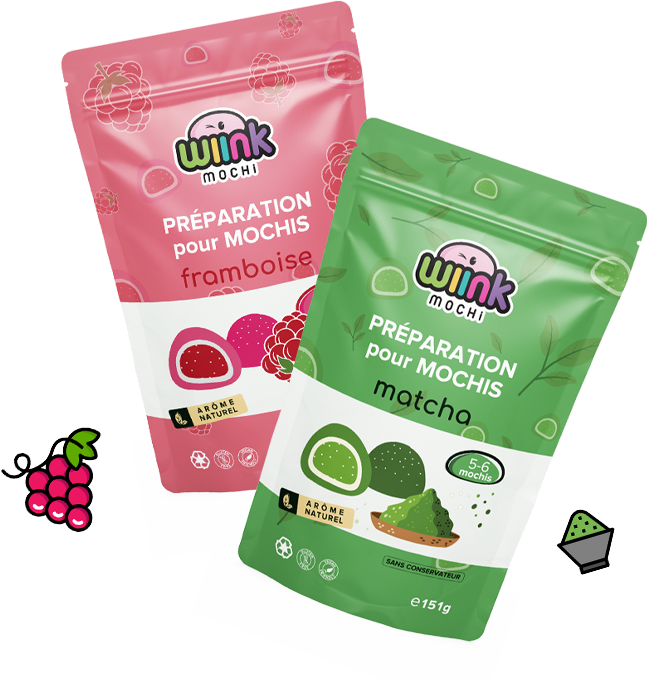 wiink
MOCHi
PRÉPARATION
pour MOCHIS
framboise
ARÔME
NATUREL
wiink
MOCHi
PRÉPARATION
pour MOCHIS
matcha
5-6
mochis
ARÔME
NATUREL
SANS CONSERVATEUR
℮151g